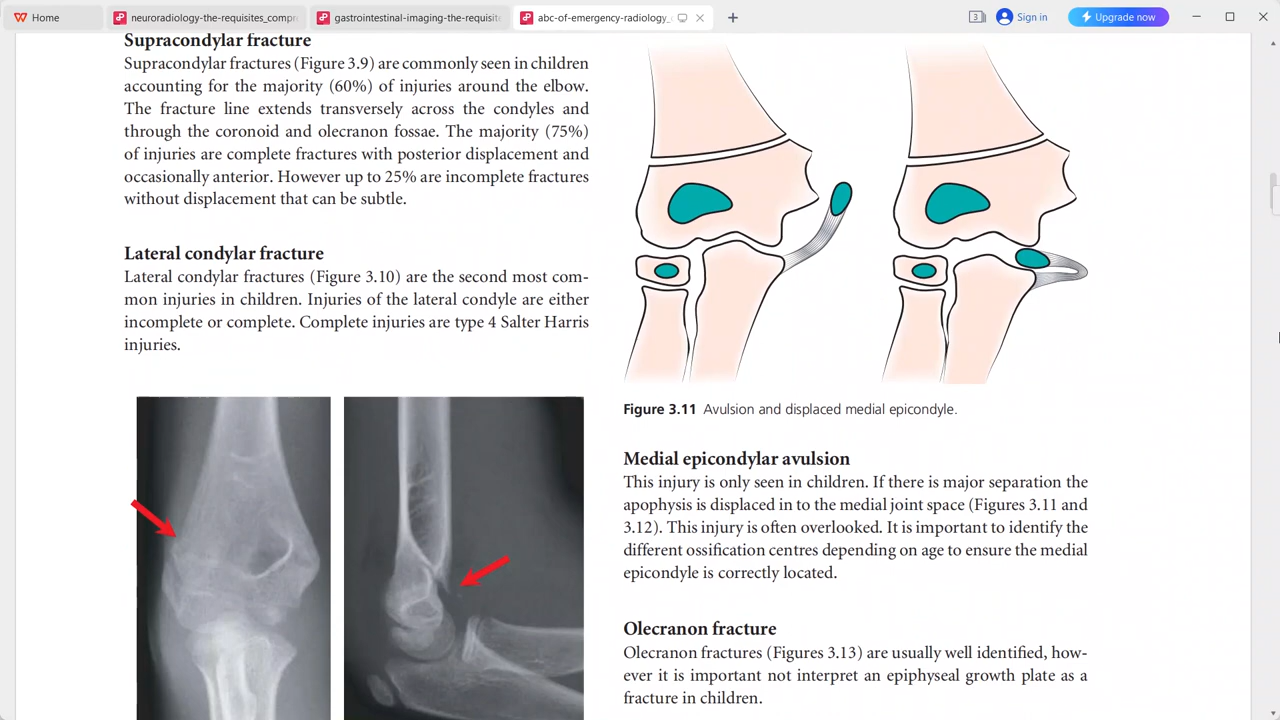 Home
neuroradiology-the-requisites_compr
gastrointestinal-imaging-the-requisite
abc-of-emergency-radiology_
3
Sign in
Upgrade now
Supracondylar fracture
Supracondylar fractures (Figure 3.9) are commonly seen in children
accounting for the majority (60%) of injuries around the elbow.
The fracture line extends transversely across the condyles and
through the coronoid and olecranon fossae. The majority (75%)
of injuries are complete fractures with posterior displacement and
occasionally anterior. However up to 25% are incomplete fractures
without displacement that can be subtle.
Lateral condylar fracture
Lateral condylar fractures (Figure 3.10) are the second most com-
mon injuries in children. Injuries of the lateral condyle are either
incomplete or complete. Complete injuries are type 4 Salter Harris
injuries.
Figure 3.11 Avulsion and displaced medial epicondyle.
Medial epicondylar avulsion
This injury is only seen in children. If there is major separation the
apophysis is displaced in to the medial joint space (Figures 3.11 and
3.12). This injury is often overlooked. It is important to identify the
different ossification centres depending on age to ensure the medial
epicondyle is correctly located.
Olecranon fracture
Olecranon fractures (Figures 3.13) are usually well identified, how-
ever it is important not interpret an epiphyseal growth plate as a
fracture in children.